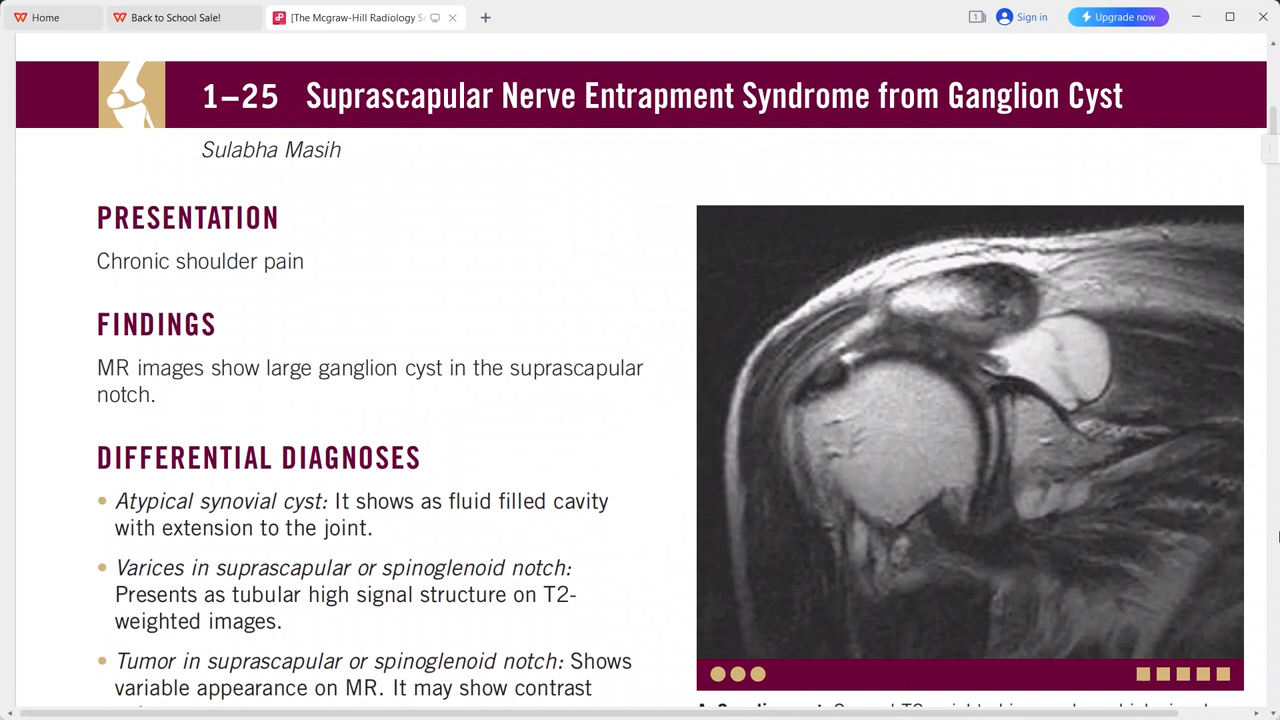 Home
Back to School Sale!
[The Mcgraw-Hill Radiology S
1
Sign in
Upgrade now
1–25 Suprascapular Nerve Entrapment Syndrome from Ganglion Cyst
Sulabha Masih
PRESENTATION
Chronic shoulder pain
FINDINGS
MR images show large ganglion cyst in the suprascapular
notch.
DIFFERENTIAL DIAGNOSES
• Atypical synovial cyst: It shows as fluid filled cavity
with extension to the joint.
• Varices in suprascapular or spinoglenoid notch:
Presents as tubular high signal structure on T2-
weighted images.
• Tumor in suprascapular or spinoglenoid notch: Shows
variable appearance on MR. It may show contrast